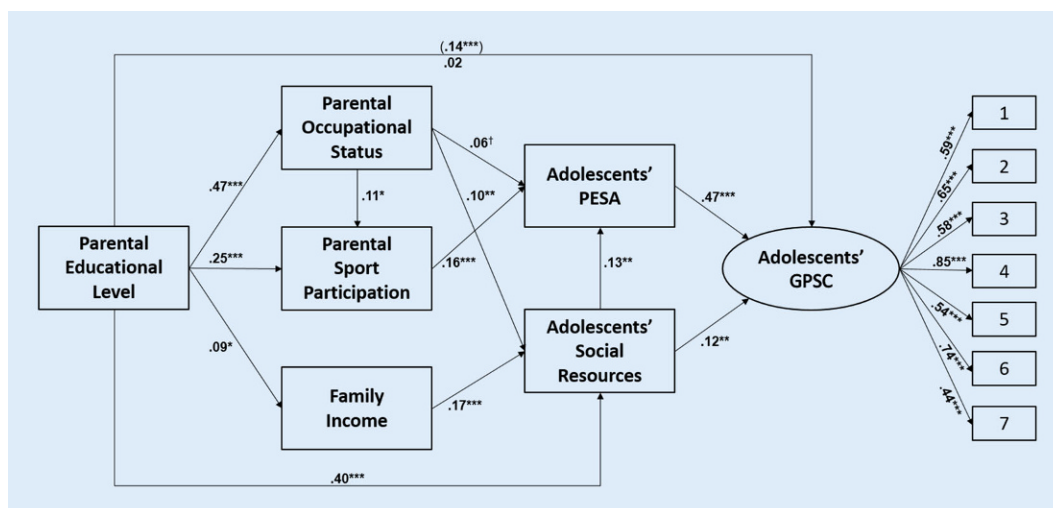 (.14***)
.02
Parental
Occupational
Status
.06†
.10**
.11*
.47***
Parental
Educational
Level
.25***
Parental
Sport
Participation
.16***
.09*
Family
Income
.17***
.40***
Adolescents’
PESA
.47***
.13**
Adolescents’
Social
Resources
.12**
Adolescents’
GPSC
.59***
1
.65***
2
.58***
3
.85***
4
.54***
5
.74***
6
.44***
7